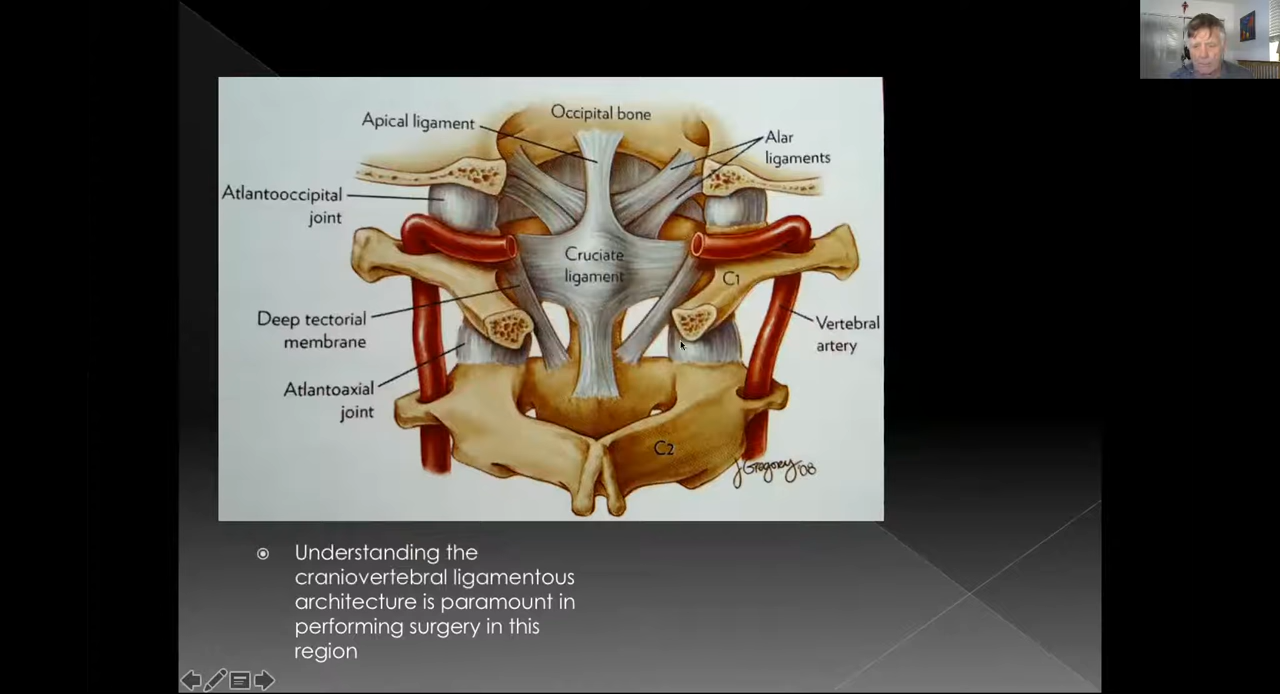 Occipital bone
Apical ligament
Alar
ligaments
Atlantooccipital
joint
Cruciate
ligament
C1
Deep tectorial
membrane
Vertebral
artery
Atlantoaxial
joint
C2
JGregory '08
Understanding the
craniovertebral ligamentous
architecture is paramount in
performing surgery in this
region